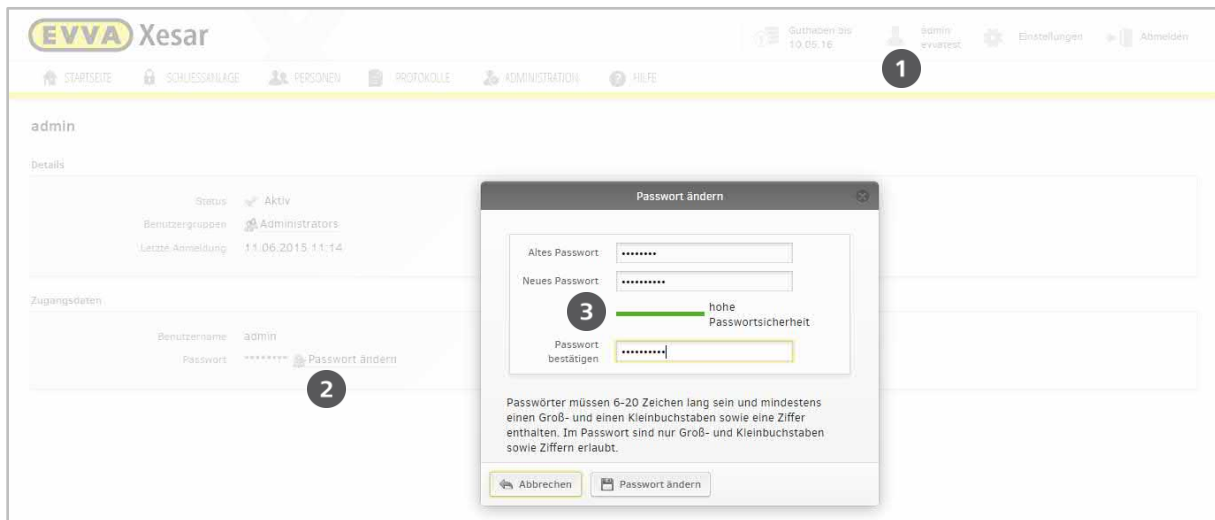 EVVA Xesar
Guthaben bis
10.05.16
admin
evvatest
Einstellungen
Abmelden
1
STARTSEITE
SCHLIESSANLAGE
PERSONEN
PROTOKOLLE
ADMINISTRATION
HILFE
admin
Details
Status Aktiv
Benutzergruppen Administrators
Letzte Anmeldung 11.06.2015 11:14
Zugangsdaten
Benutzername admin
Passwort ******** Passwort ändern
2
Passwort ändern
Altes Passwort ••••••••
Neues Passwort ••••••••••
3
hohe
Passwortsicherheit
Passwort
bestätigen ••••••••••
Passwörter müssen 6-20 Zeichen lang sein und mindestens
einen Groß- und einen Kleinbuchstaben sowie eine Ziffer
enthalten. Im Passwort sind nur Groß- und Kleinbuchstaben
sowie Ziffern erlaubt.
Abbrechen
Passwort ändern